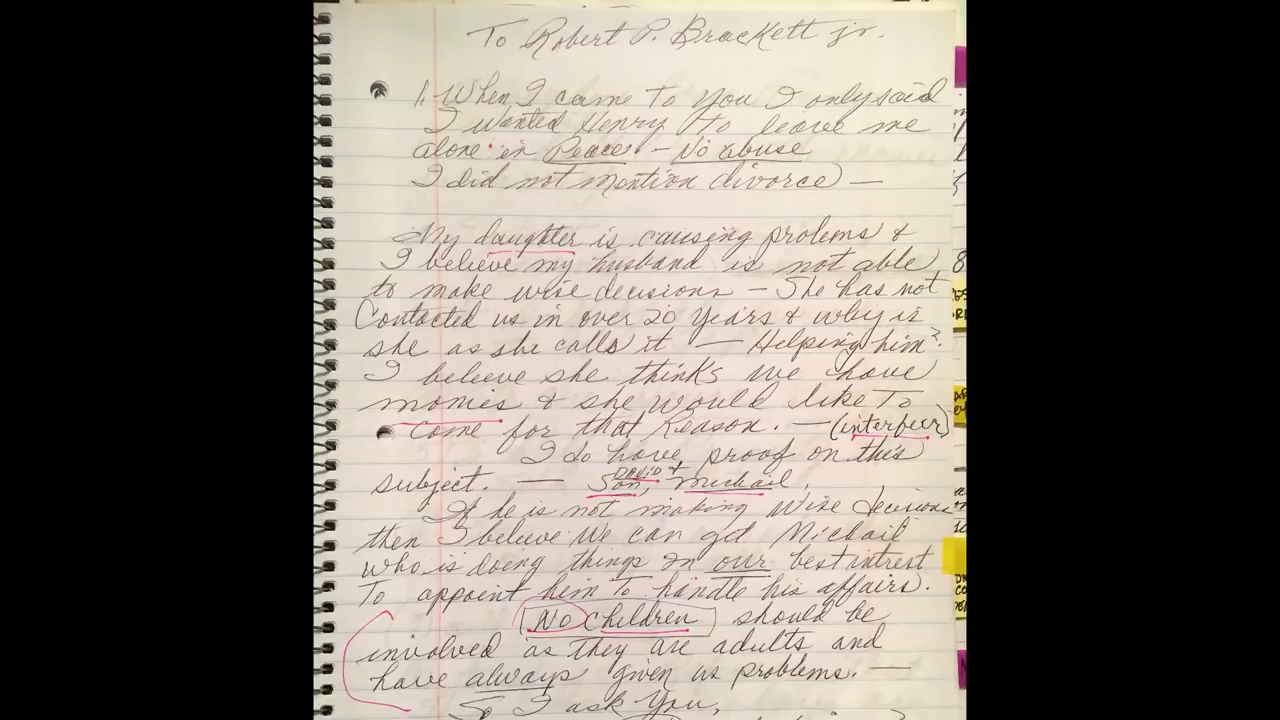 To Robert P. Brackett jr.
1. When I came to you I only said
I wanted Henry to leave me
alone in Peace - No abuse
I did not mention divorce —
My daughter is causing prolems &
I believe my husband is not able
to make wise decisions - She has not
Contacted us in over 20 years & why is
she as she calls it — Helping him?
I believe she thinks we have
monies & she would like to
come for that Reason. — (interfeer)
I do have proof on this
subject. — Son, David & Michail.
If he is not making wise decisions
then I believe we can get Michail
who is doing things in our best intrest
To appoint him to handle his affairs.
No children should be
involved as they are adults and
have always given us problems. —
So I ask you,